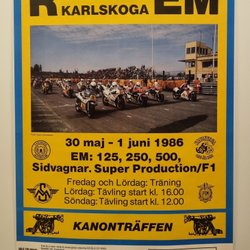 R KARLSKOGA EM
30 maj - 1 juni 1986
EM: 125, 250, 500,
Sidvagnar. Super Production/F1
Fredag och Lördag: Träning
Lördag: Tävling start kl. 16.00
Söndag: Tävling start kl. 12.00
KANONTRÄFFEN